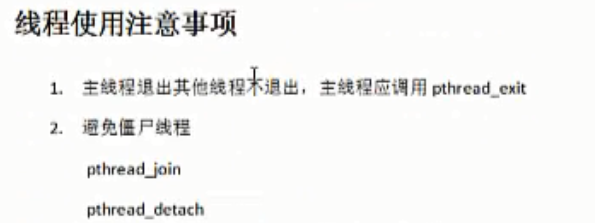 线程使用注意事项
1. 主线程退出其他线程不退出，主线程应调用 pthread_exit
2. 避免僵尸线程
pthread_join
pthread_detach